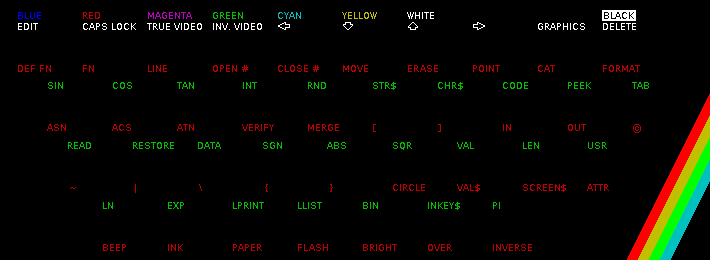 BLUE RED MAGENTA GREEN CYAN YELLOW WHITE BLACK
EDIT CAPS LOCK TRUE VIDEO INV. VIDEO ⇦ ⇩ ⇧ ⇨ GRAPHICS DELETE
DEF FN FN LINE OPEN # CLOSE # MOVE ERASE POINT CAT FORMAT
SIN COS TAN INT RND STR$ CHR$ CODE PEEK TAB
ASN ACS ATN VERIFY MERGE [ ] IN OUT ©
READ RESTORE DATA SGN ABS SQR VAL LEN USR
~ | \ { } CIRCLE VAL$ SCREEN$ ATTR
LN EXP LPRINT LLIST BIN INKEY$ PI
BEEP INK PAPER FLASH BRIGHT OVER INVERSE